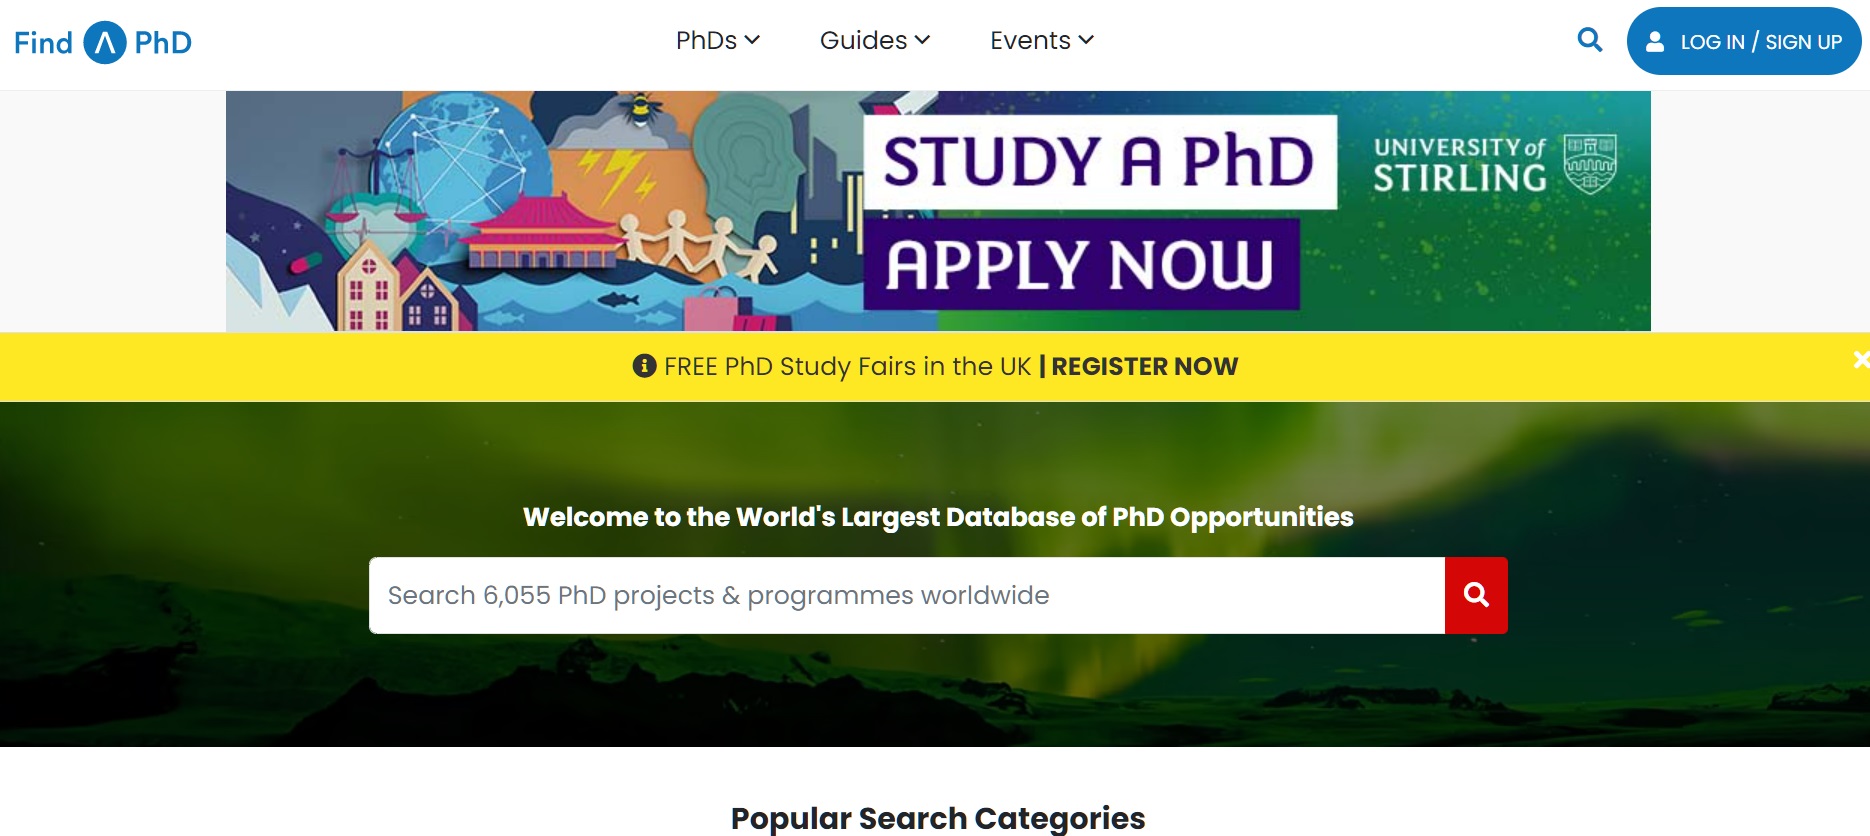 Find A PhD
PhDs
Guides
Events
LOG IN / SIGN UP
STUDY A PhD
APPLY NOW
UNIVERSITY of
STIRLING
FREE PhD Study Fairs in the UK | REGISTER NOW
Welcome to the World's Largest Database of PhD Opportunities
Search 6,055 PhD projects & programmes worldwide
Popular Search Categories